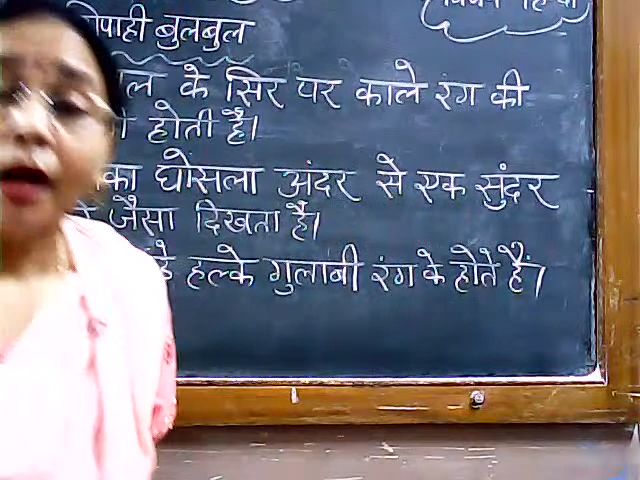 हिन्दी
बुलबुल
के सिर पर काले रंग की
होती है।
घोंसला अंदर से एक सुंदर
जैसा दिखता है।
हल्के गुलाबी रंग के होते हैं।